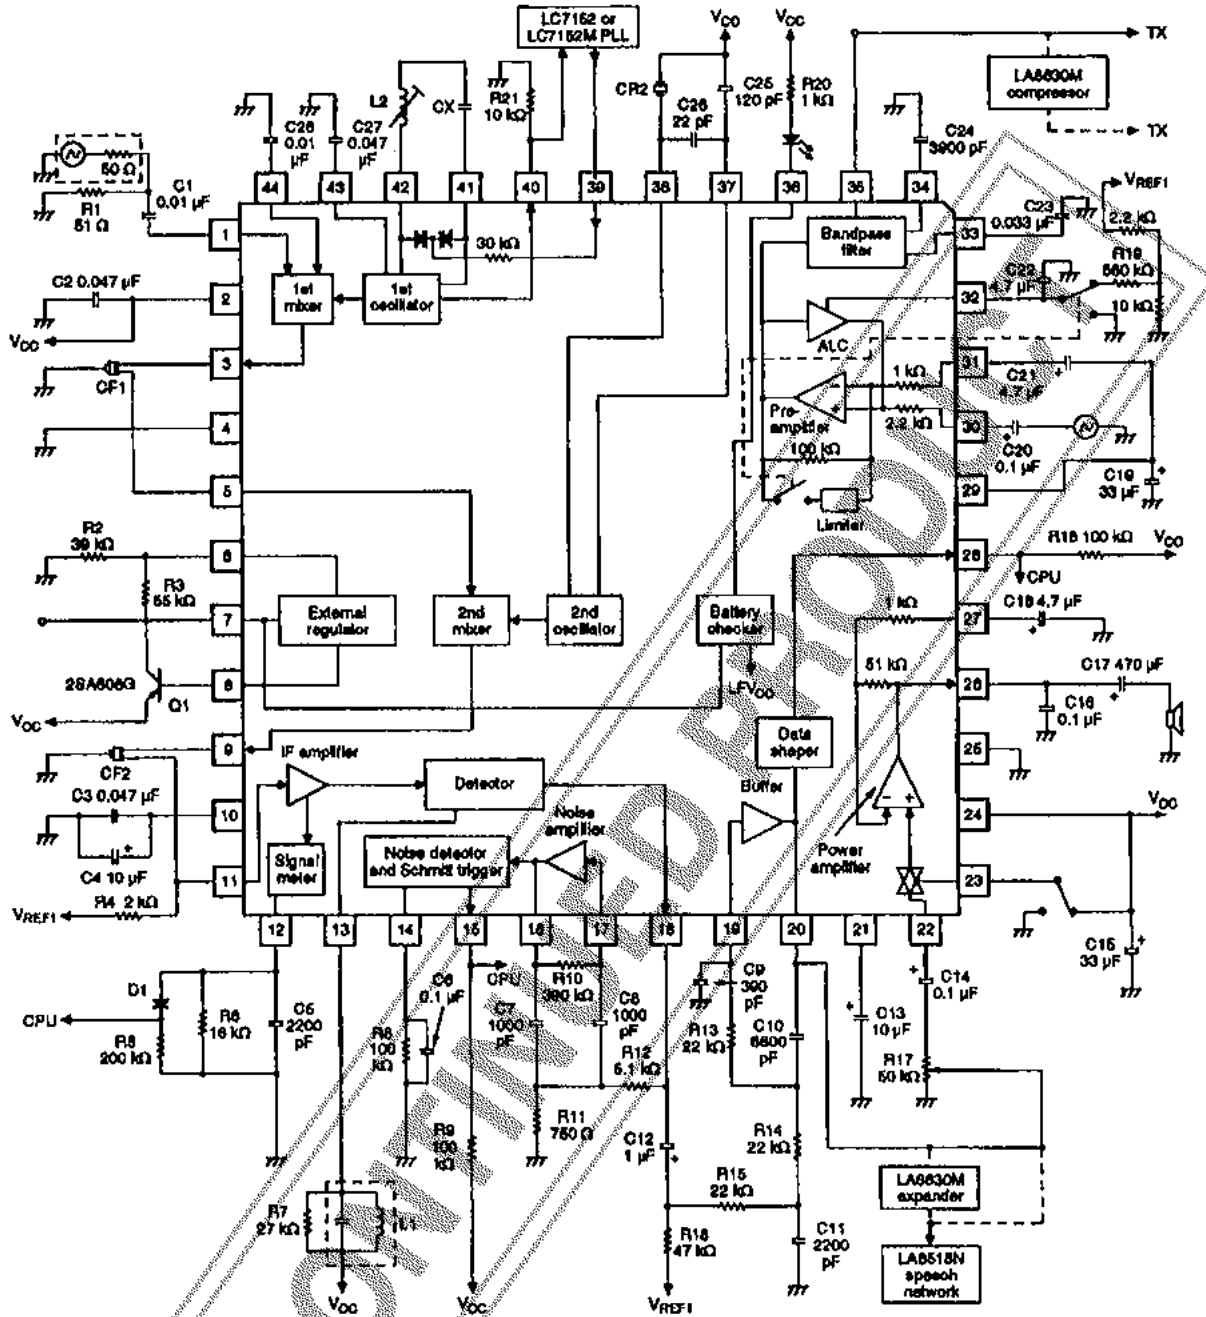 LC7152 or
LC7152M PLL
VCC
VCC
TX
LA8630M
compressor
TX
L2
CX
R21
10 kΩ
CR2
C26
22 pF
C25
120 pF
R20
1 kΩ
C24
3900 pF
50 Ω
C1
0.01 µF
R1
51 Ω
C28
0.01
µF
C27
0.047
µF
44
43
42
41
40
39
38
37
36
35
34
VREF1
2.2 kΩ
C23
0.033 µF
R19
560 kΩ
10 kΩ
C22
4.7 µF
1
2
3
4
5
6
7
8
9
10
11
33
32
31
30
29
28
27
26
25
24
23
30 kΩ
1st
mixer
1st
oscillator
Bandpass
filter
ALC
1 kΩ
Pre-
amplifier
2.2 kΩ
100 kΩ
Limiter
C2 0.047 µF
VCC
CF1
C21
4.7 µF
C20
0.1 µF
C19
33 µF
R2
39 kΩ
R3
55 kΩ
2SA608G
Q1
VCC
External
regulator
2nd
mixer
2nd
oscillator
Battery
checker
LFVCC
1 kΩ
51 kΩ
R18 100 kΩ
VCC
CPU
C18 4.7 µF
C17 470 µF
C16
0.1 µF
CF2
C3 0.047 µF
C4 10 µF
R4 2 kΩ
VREF1
IF amplifier
Detector
Signal
meter
Noise detector
and Schmitt trigger
Noise
amplifier
Buffer
Data
shaper
Power
amplifier
VCC
C15
33 µF
12
13
14
15
16
17
18
19
20
21
22
D1
CPU
R5
200 kΩ
R6
16 kΩ
C5
2200
pF
R8
100
kΩ
C6
0.1 µF
CPU
R10
390 kΩ
C7
1000
pF
C8
1000
pF
R12
5.1 kΩ
R11
750 Ω
R9
100
kΩ
C12
1 µF
C9
390
pF
R13
22 kΩ
C10
6800
pF
R14
22 kΩ
R15
22 kΩ
C11
2200
pF
R16
47 kΩ
C13
10 µF
C14
0.1 µF
R17
50 kΩ
R7
27 kΩ
L1
VCC
VCC
VREF1
LA8630M
expander
LA8518N
speech
network